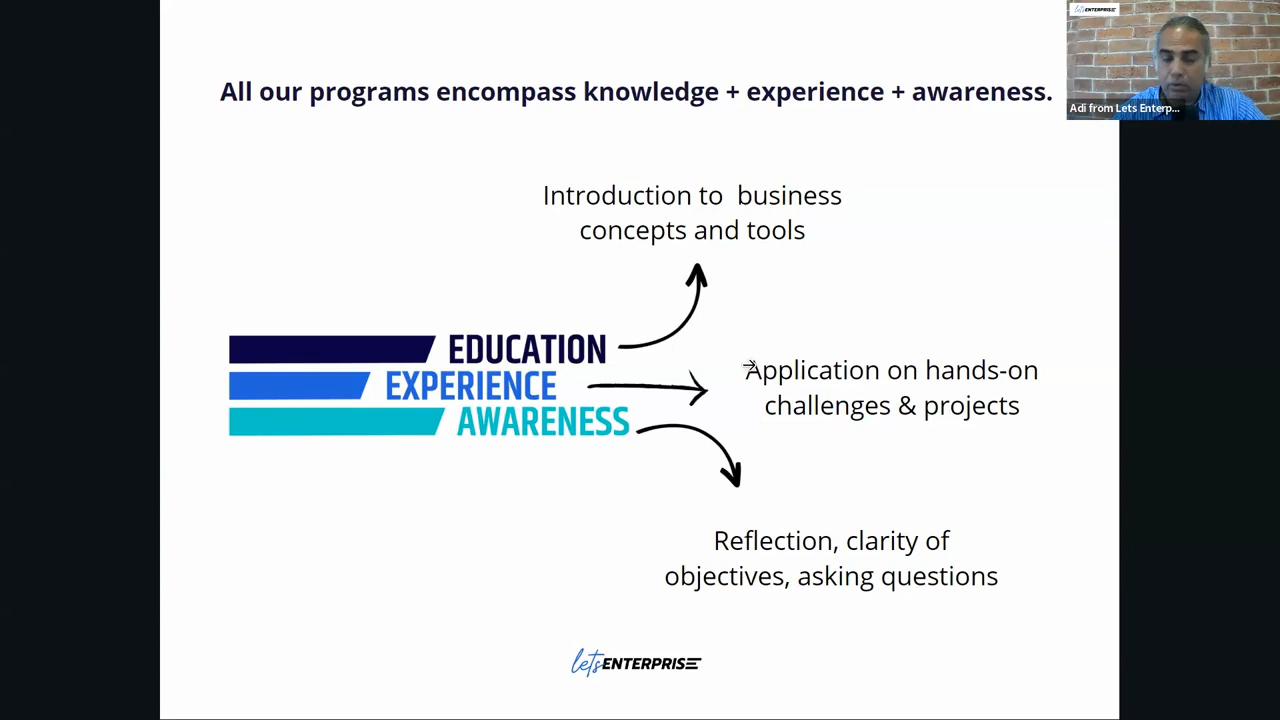 letsENTERPRISE
Adi from Lets Enterp...
All our programs encompass knowledge + experience + awareness.
Introduction to business
concepts and tools
EDUCATION
EXPERIENCE
AWARENESS
Application on hands-on
challenges & projects
Reflection, clarity of
objectives, asking questions
letsENTERPRISE